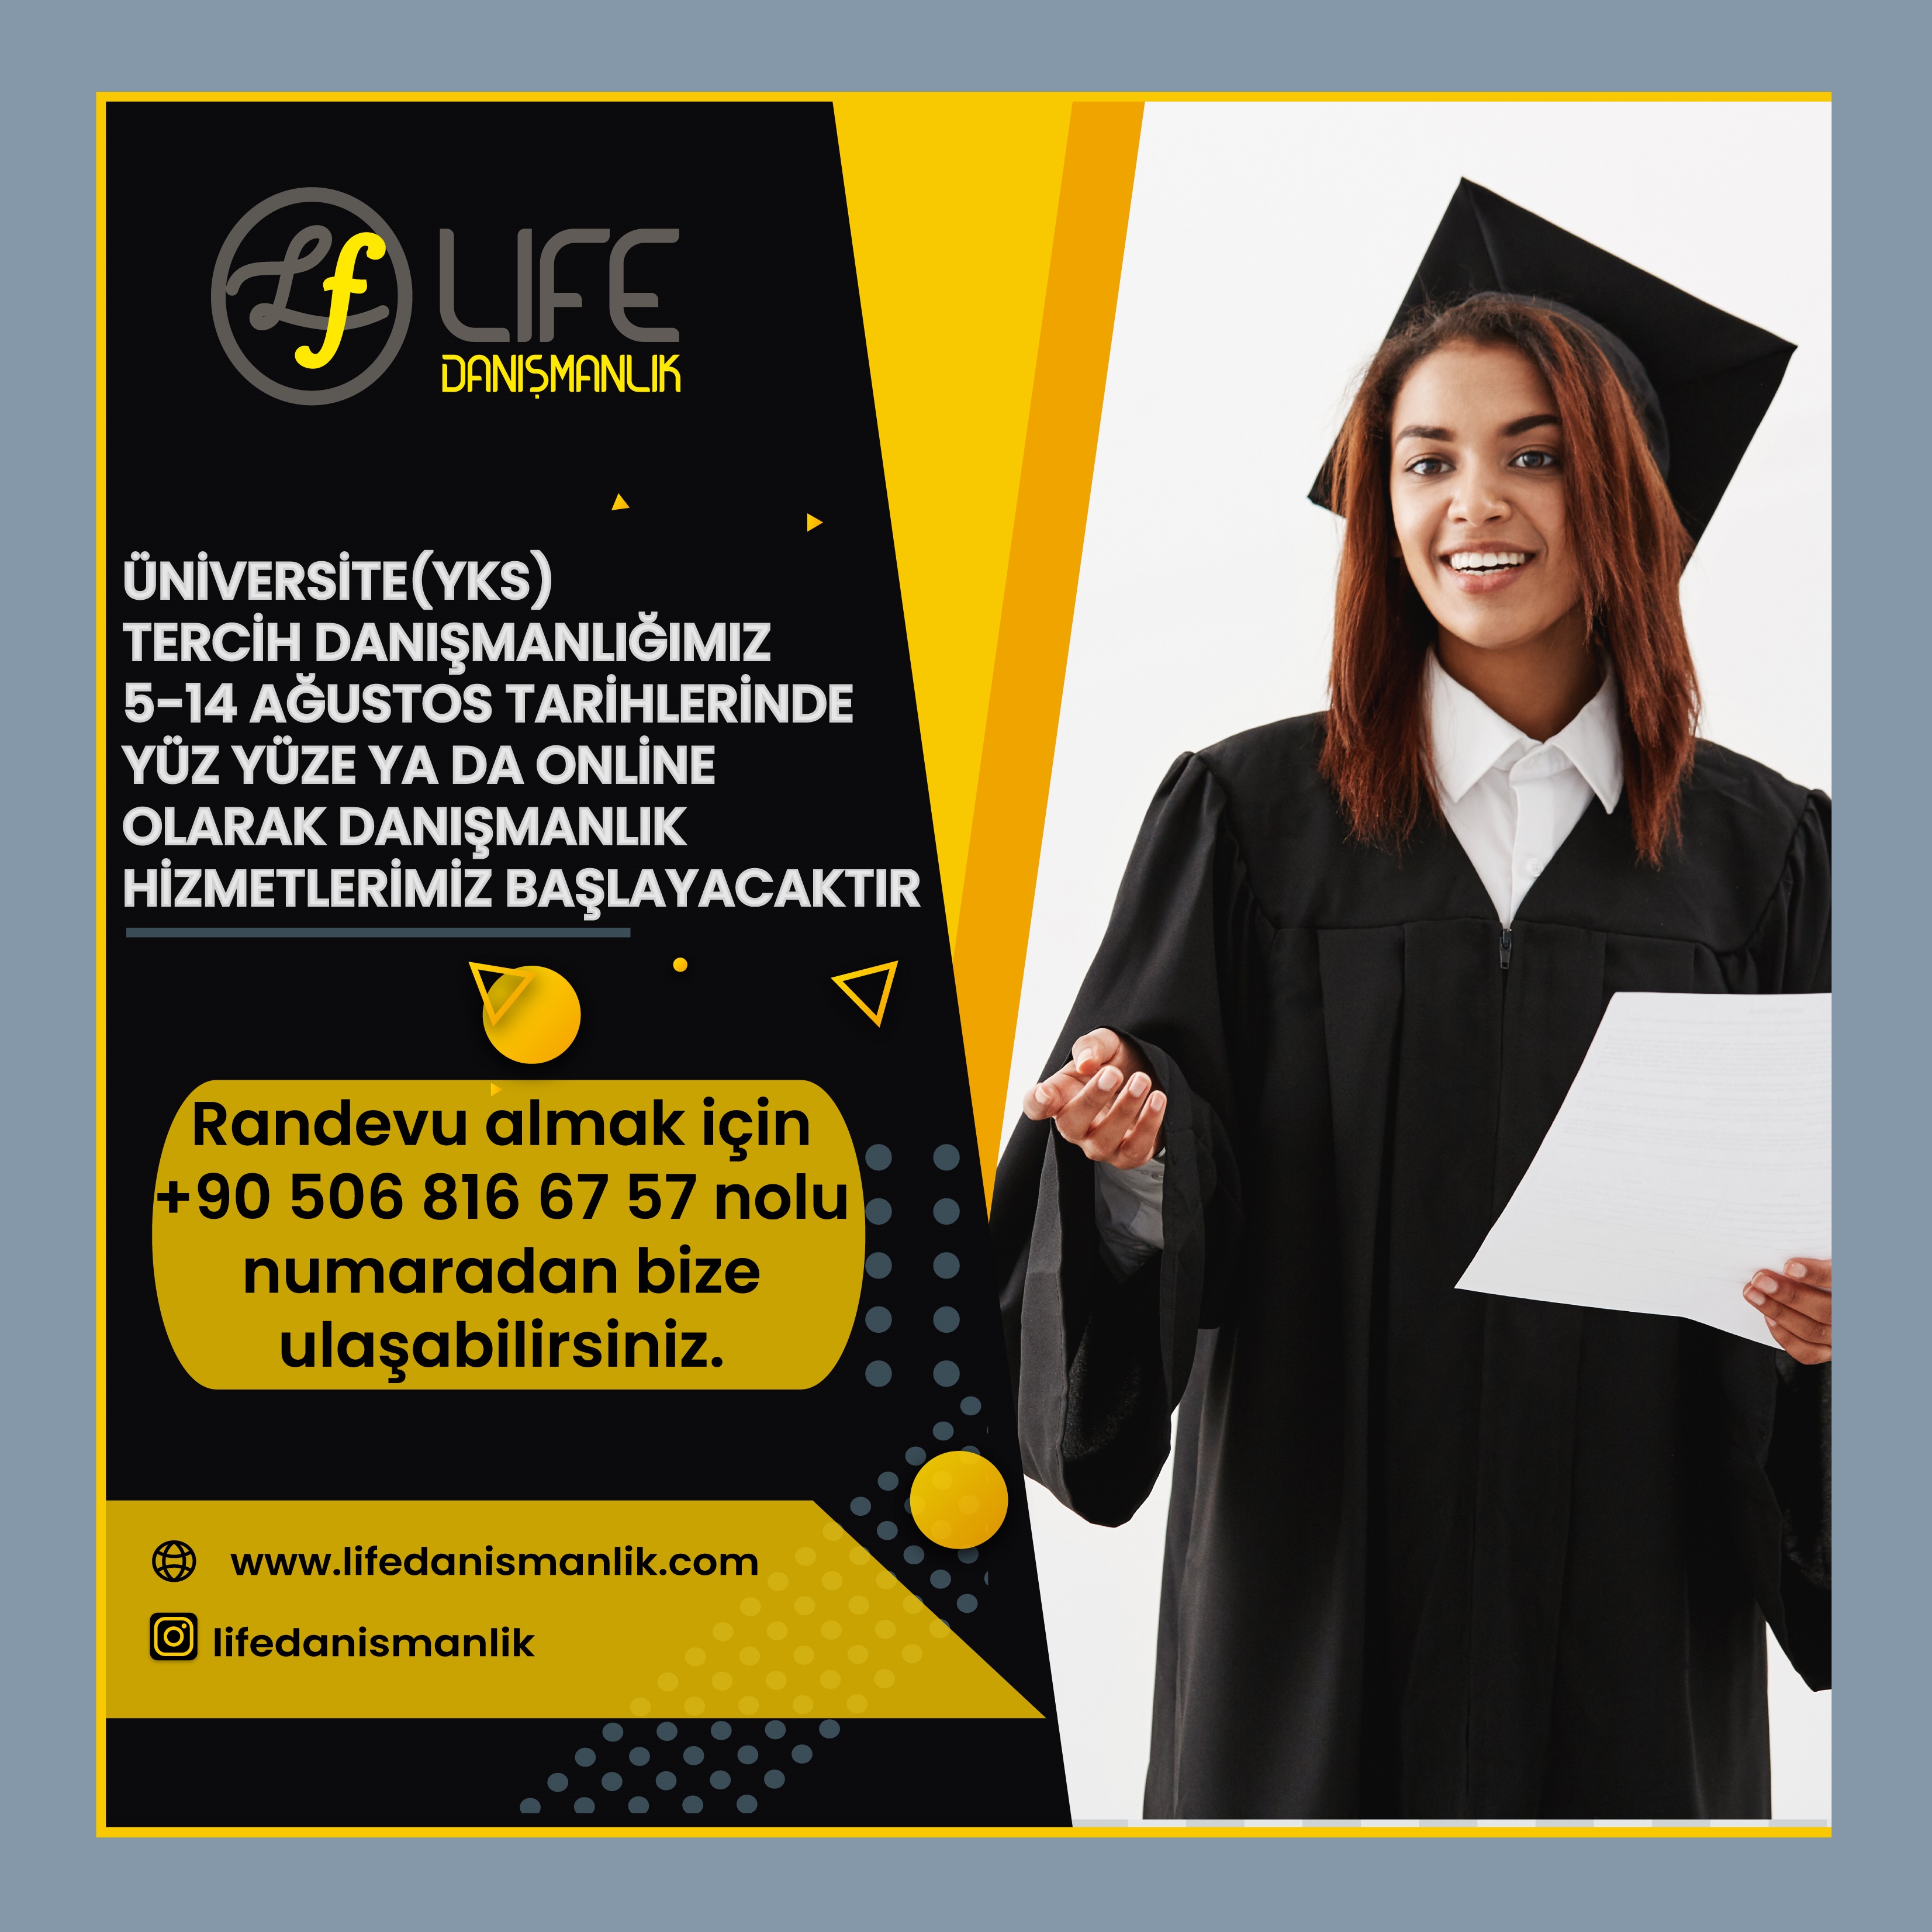 Lf LIFE
DANIŞMANLIK
ÜNİVERSİTE(YKS)
TERCİH DANIŞMANLIĞIMIZ
5-14 AĞUSTOS TARİHLERİNDE
YÜZ YÜZE YA DA ONLİNE
OLARAK DANIŞMANLIK
HİZMETLERİMİZ BAŞLAYACAKTIR
Randevu almak için
+90 506 816 67 57 nolu
numaradan bize
ulaşabilirsiniz.
www.lifedanismanlik.com
lifedanismanlik